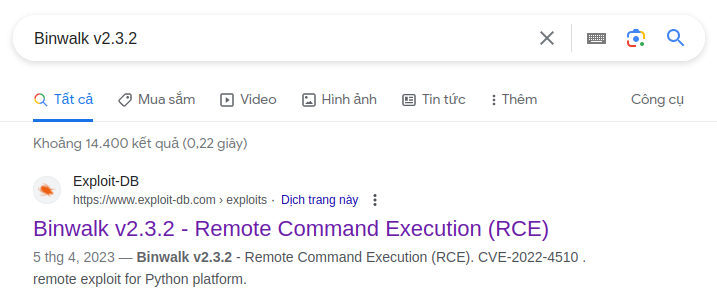 Binwalk v2.3.2
Tất cả Mua sắm Video Hình ảnh Tin tức Thêm Công cụ
Khoảng 14.400 kết quả (0,22 giây)
Exploit-DB
https://www.exploit-db.com › exploits · Dịch trang này
Binwalk v2.3.2 - Remote Command Execution (RCE)
5 thg 4, 2023 — Binwalk v2.3.2 - Remote Command Execution (RCE). CVE-2022-4510 .
remote exploit for Python platform.